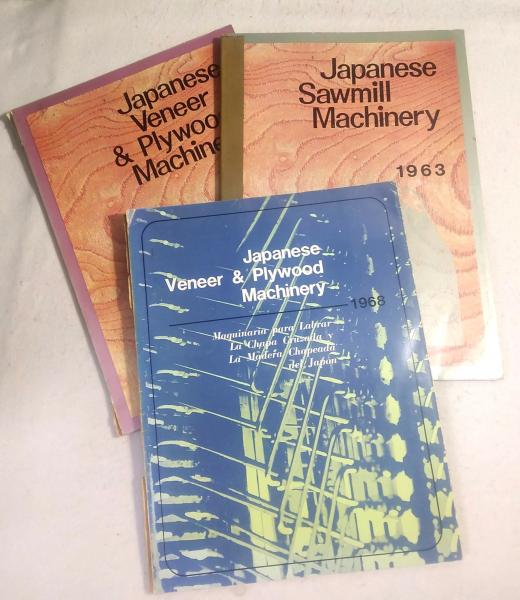 Japanese
Veneer
& Plywoo
Machine
Japanese
Sawmill
Machinery
1963
Japanese
Veneer & Plywood
Machinery
1968
Maquinaria para Labrar
La Chapa Cruzada y
La Madera Chapeada
del Japon